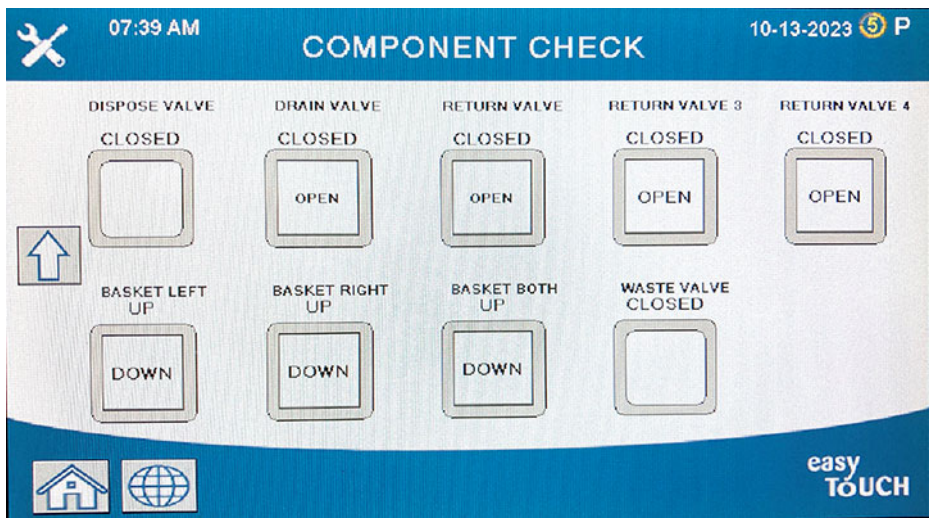 07:39 AM
10-13-2023 5 P
COMPONENT CHECK
DISPOSE VALVE DRAIN VALVE RETURN VALVE RETURN VALVE 3 RETURN VALVE 4
CLOSED CLOSED CLOSED CLOSED CLOSED
OPEN OPEN OPEN OPEN
BASKET LEFT BASKET RIGHT BASKET BOTH WASTE VALVE
UP UP UP CLOSED
DOWN DOWN DOWN
easy
TOUCH